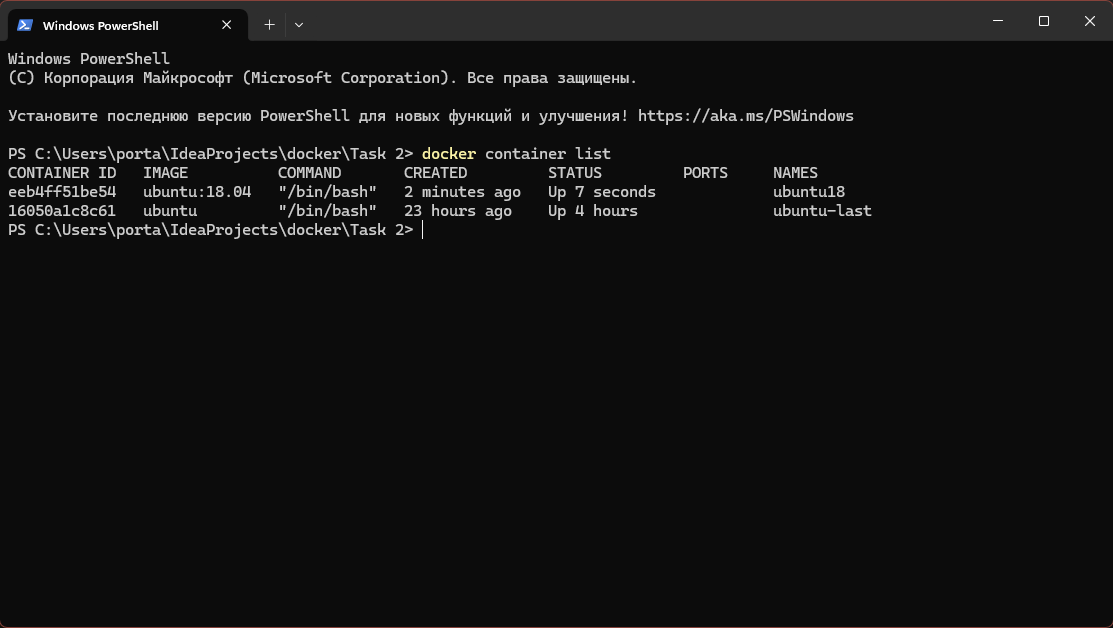 Windows PowerShell
Windows PowerShell
(C) Корпорация Майкрософт (Microsoft Corporation). Все права защищены.
Установите последнюю версию PowerShell для новых функций и улучшения! https://aka.ms/PSWindows
PS C:\Users\porta\IdeaProjects\docker\Task 2> docker container list
CONTAINER ID   IMAGE          COMMAND       CREATED         STATUS         PORTS     NAMES
eeb4ff51be54   ubuntu:18.04   "/bin/bash"   2 minutes ago   Up 7 seconds             ubuntu18
16050a1c8c61   ubuntu         "/bin/bash"   23 hours ago    Up 4 hours               ubuntu-last
PS C:\Users\porta\IdeaProjects\docker\Task 2>